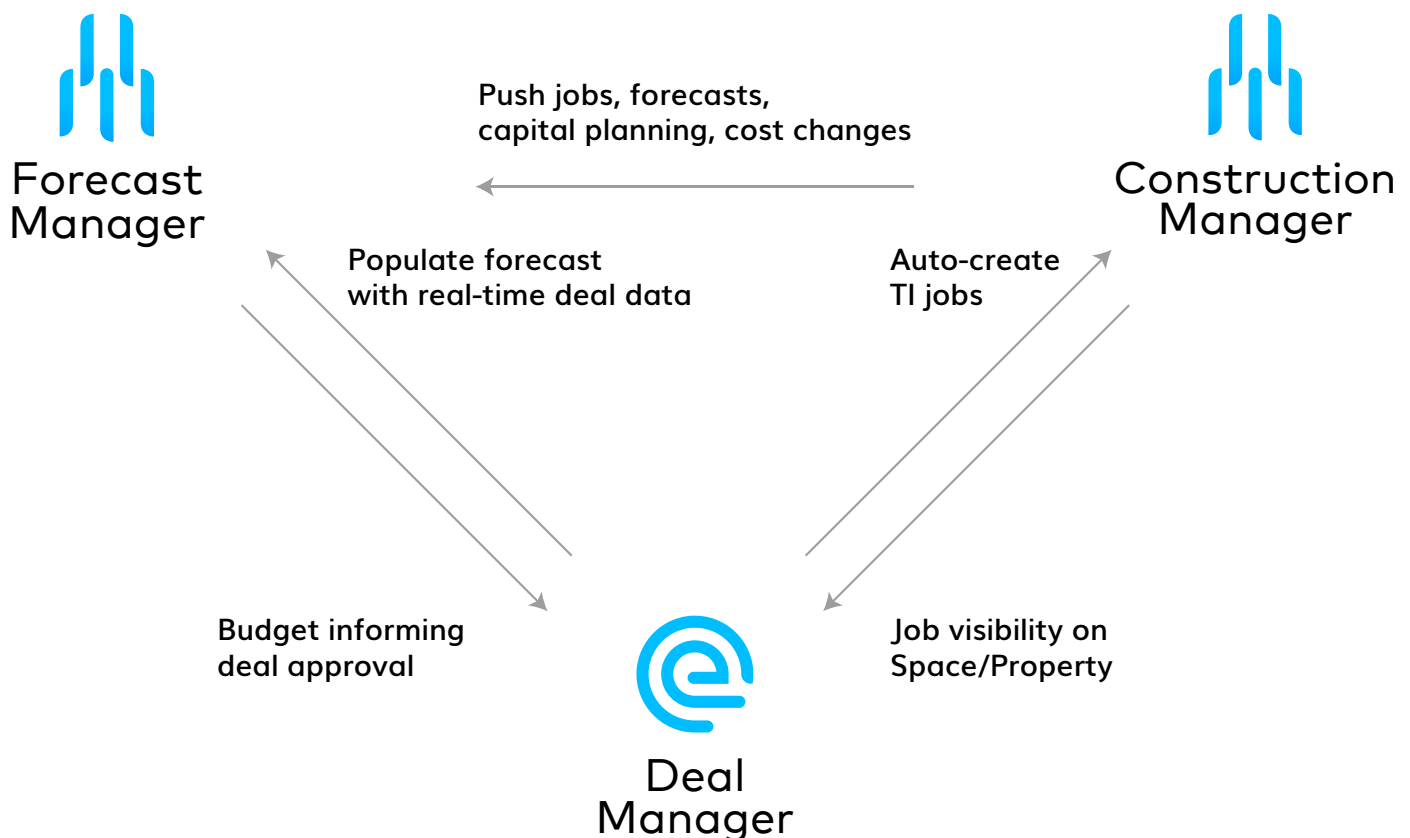 Push jobs, forecasts,
capital planning, cost changes
Forecast
Manager
Construction
Manager
Populate forecast
with real-time deal data
Auto-create
TI jobs
Budget informing
deal approval
Job visibility on
Space/Property
Deal
Manager